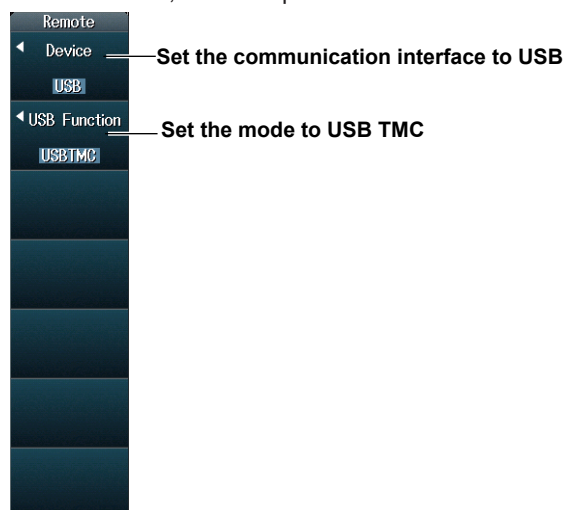 Remote
Device
Set the communication interface to USB
USB
USB Function
Set the mode to USB TMC
USBTMC